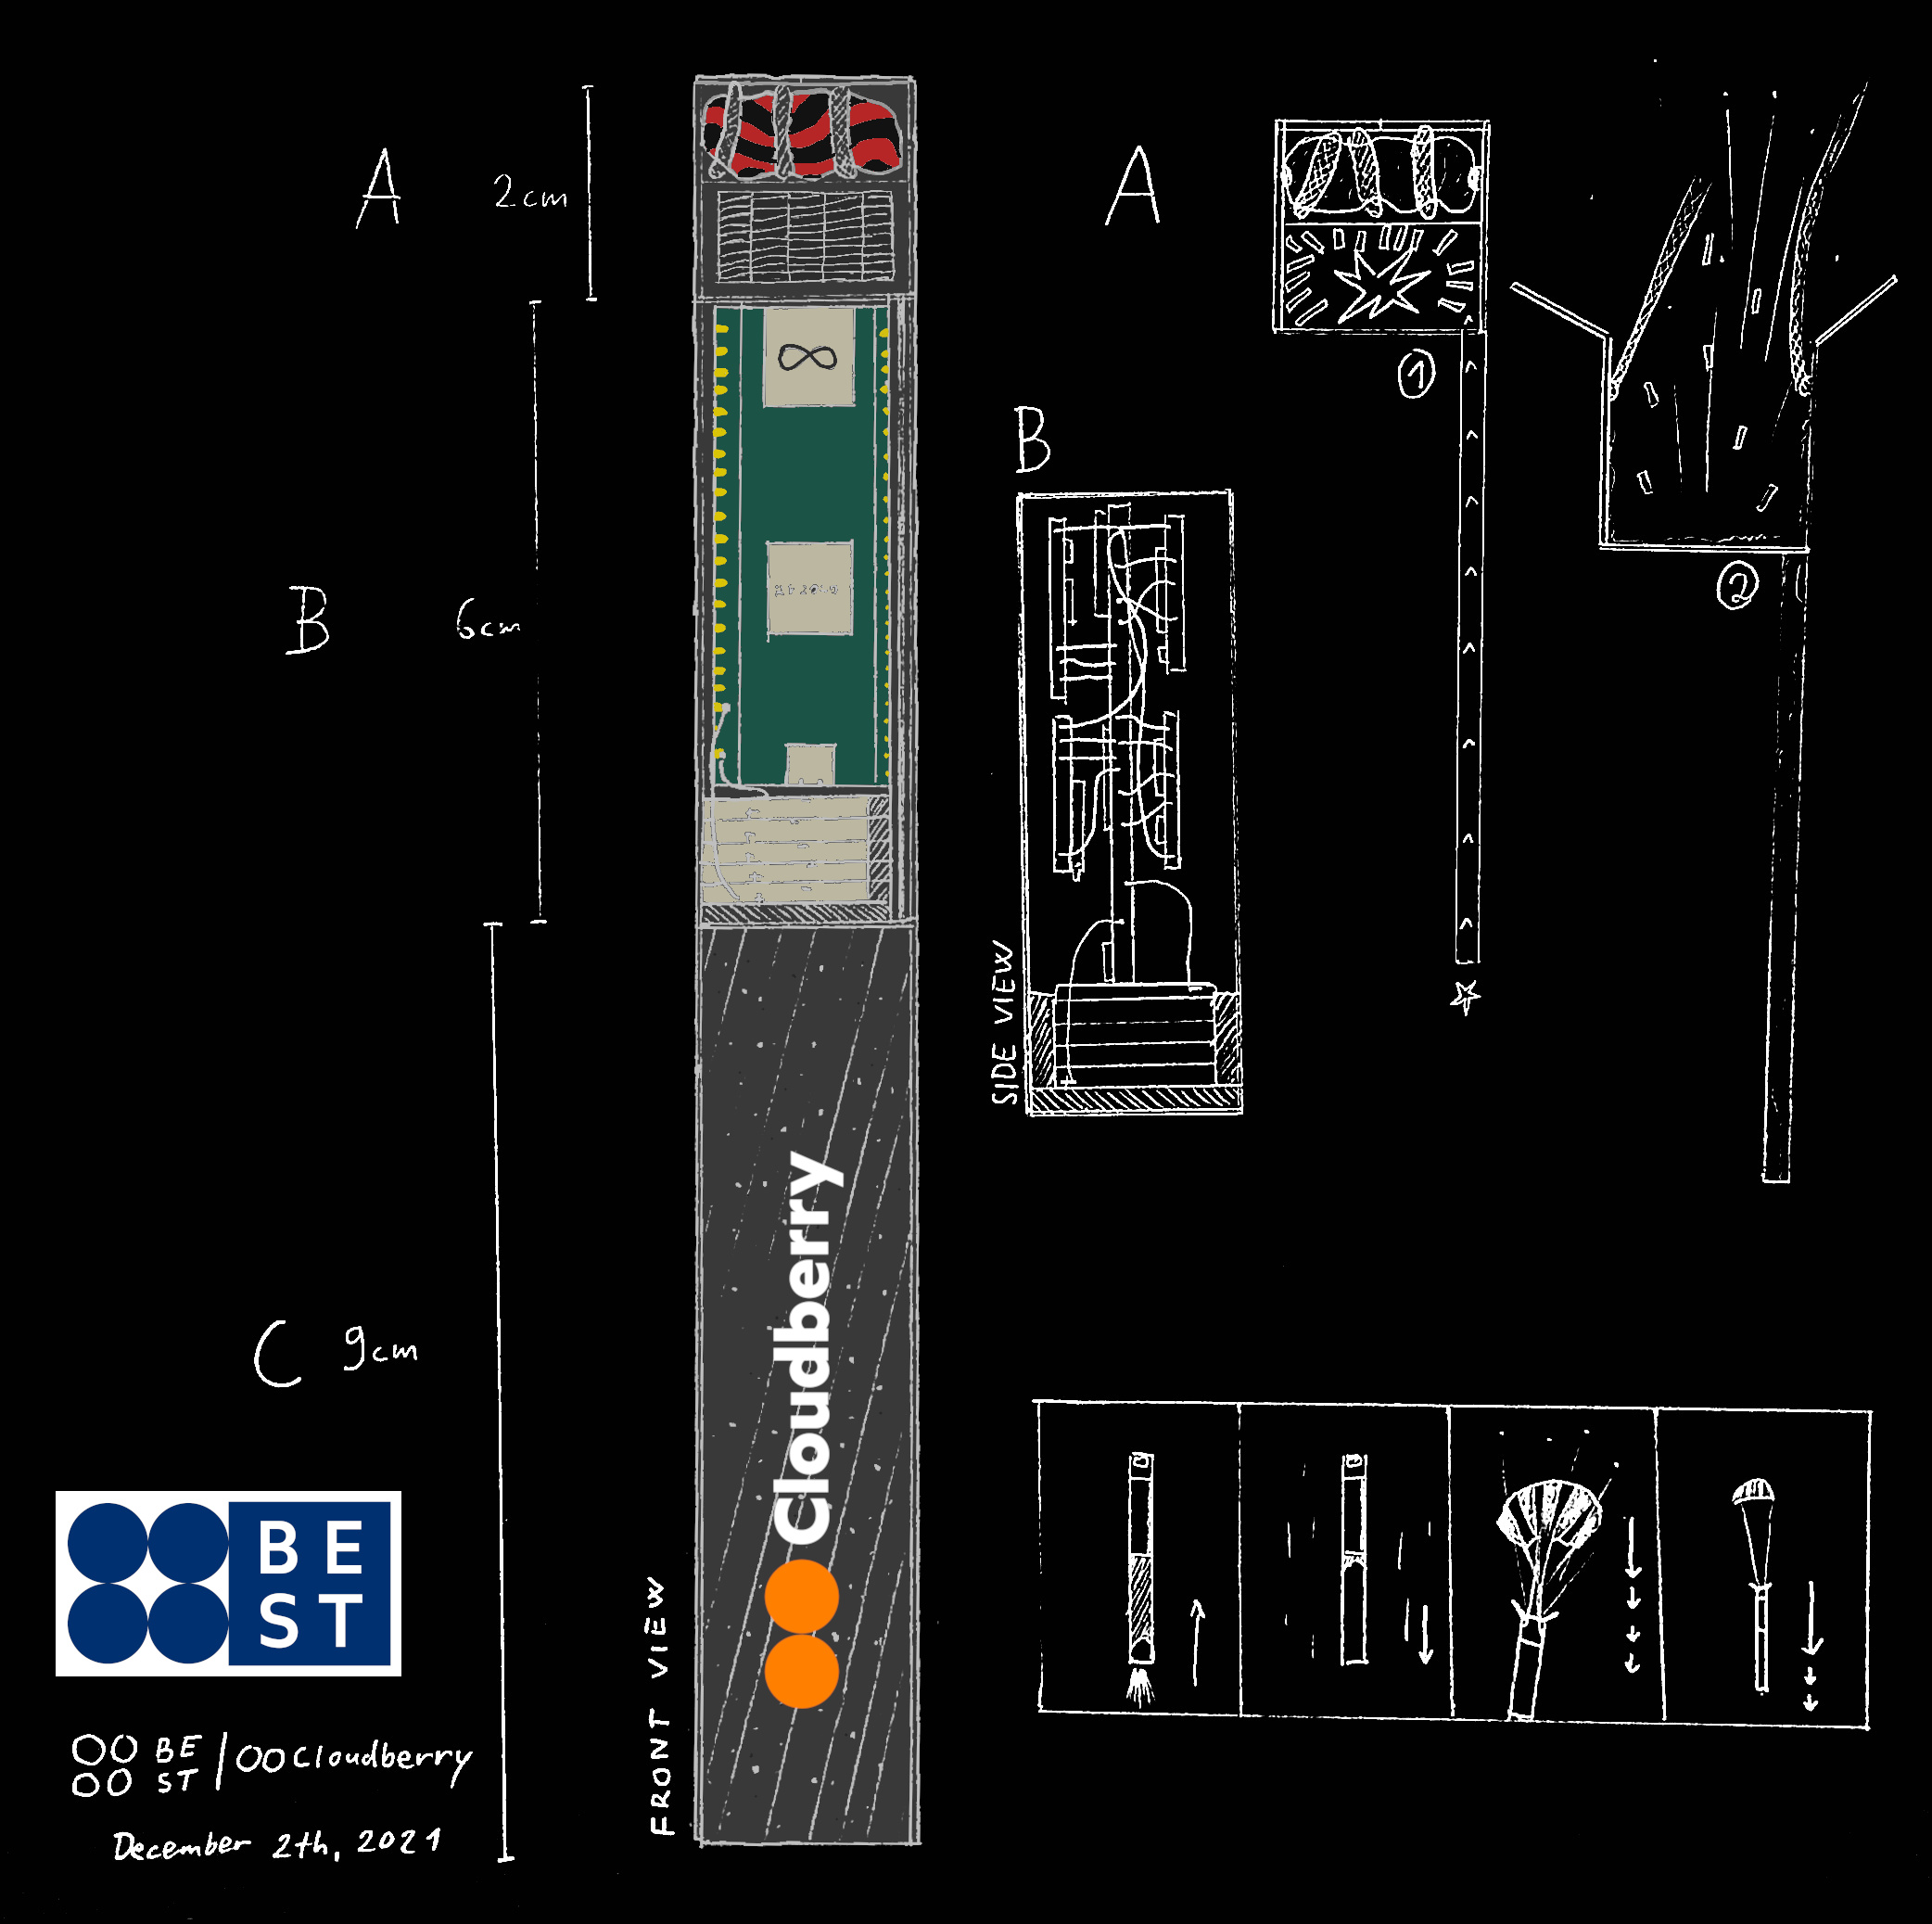 A
2cm
A
①
②
B
B
6cm
SIDE VIEW
Cloudberry
C 9cm
BE
ST
FRONT VIEW
BE / Cloudberry
ST
December 2th, 2021